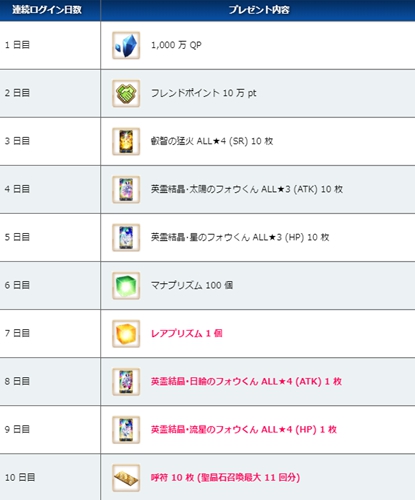 連続ログイン日数 プレゼント内容
1 日目 1,000 万 QP
2 日目 フレンドポイント 10 万 pt
3 日目 叡智の猛火 ALL★4 (SR) 10 枚
4 日目 英霊結晶・太陽のフォウくん ALL★3 (ATK) 10 枚
5 日目 英霊結晶・星のフォウくん ALL★3 (HP) 10 枚
6 日目 マナプリズム 100 個
7 日目 レアプリズム 1 個
8 日目 英霊結晶・日輪のフォウくん ALL★4 (ATK) 1 枚
9 日目 英霊結晶・流星のフォウくん ALL★4 (HP) 1 枚
10 日目 呼符 10 枚 (聖晶石召喚最大 11 回分)